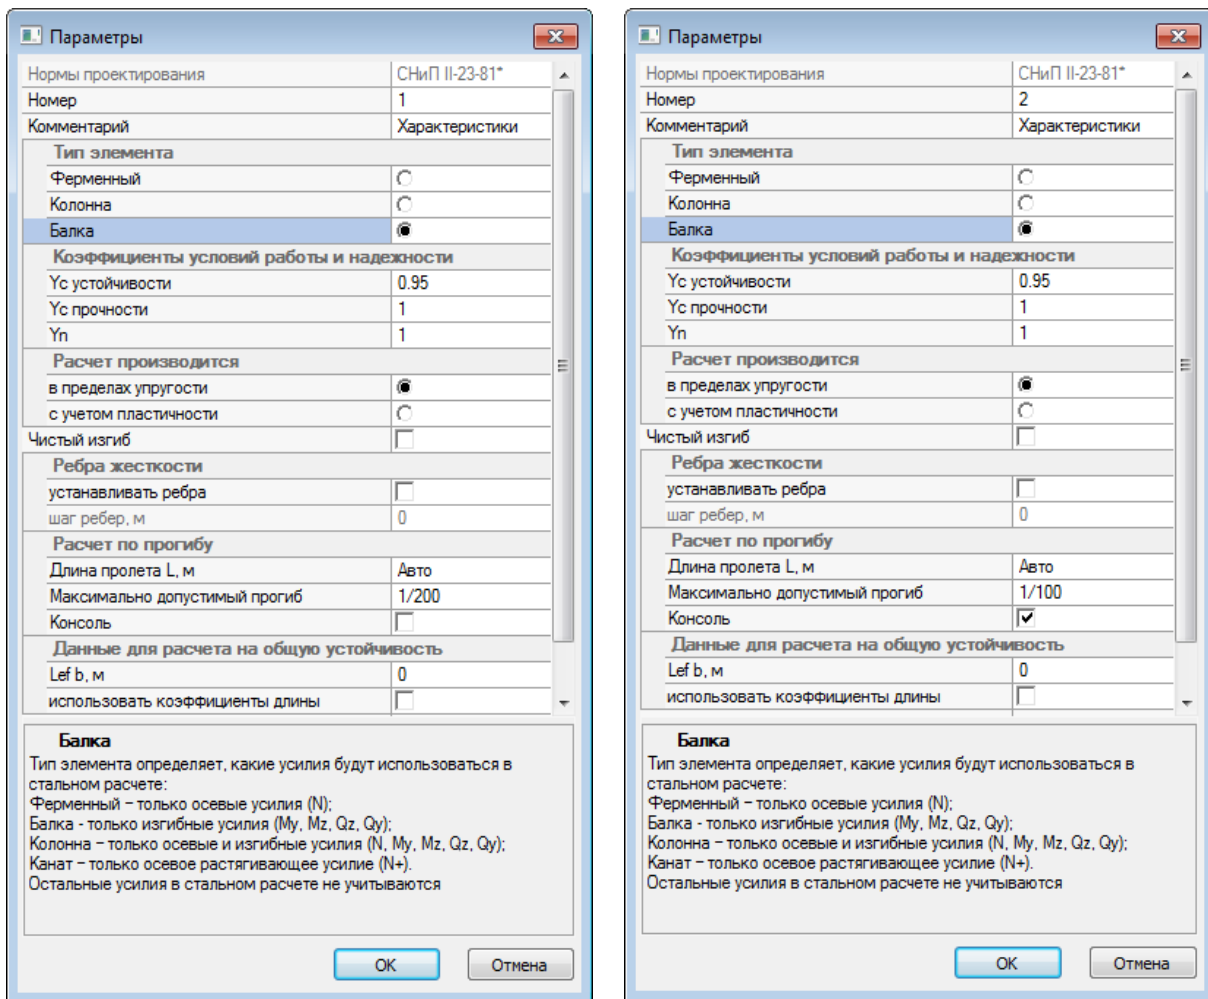 Параметры
Нормы проектирования СНиП II-23-81*
Номер 1
Комментарий Характеристики
Тип элемента
Ферменный
Колонна
Балка
Коэффициенты условий работы и надежности
Yc устойчивости 0.95
Yc прочности 1
Yn 1
Расчет производится
в пределах упругости
с учетом пластичности
Чистый изгиб
Ребра жесткости
устанавливать ребра
шаг ребер, м 0
Расчет по прогибу
Длина пролета L, м Авто
Максимально допустимый прогиб 1/200
Консоль
Данные для расчета на общую устойчивость
Lef b, м 0
использовать коэффициенты длины
Балка
Тип элемента определяет, какие усилия будут использоваться в
стальном расчете:
Ферменный – только осевые усилия (N);
Балка - только изгибные усилия (My, Mz, Qz, Qy);
Колонна – только осевые и изгибные усилия (N, My, Mz, Qz, Qy);
Канат – только осевое растягивающее усилие (N+).
Остальные усилия в стальном расчете не учитываются
OK Отмена
Параметры
Нормы проектирования СНиП II-23-81*
Номер 2
Комментарий Характеристики
Тип элемента
Ферменный
Колонна
Балка
Коэффициенты условий работы и надежности
Yc устойчивости 0.95
Yc прочности 1
Yn 1
Расчет производится
в пределах упругости
с учетом пластичности
Чистый изгиб
Ребра жесткости
устанавливать ребра
шаг ребер, м 0
Расчет по прогибу
Длина пролета L, м Авто
Максимально допустимый прогиб 1/100
Консоль
Данные для расчета на общую устойчивость
Lef b, м 0
использовать коэффициенты длины
Балка
Тип элемента определяет, какие усилия будут использоваться в
стальном расчете:
Ферменный – только осевые усилия (N);
Балка - только изгибные усилия (My, Mz, Qz, Qy);
Колонна – только осевые и изгибные усилия (N, My, Mz, Qz, Qy);
Канат – только осевое растягивающее усилие (N+).
Остальные усилия в стальном расчете не учитываются
OK Отмена